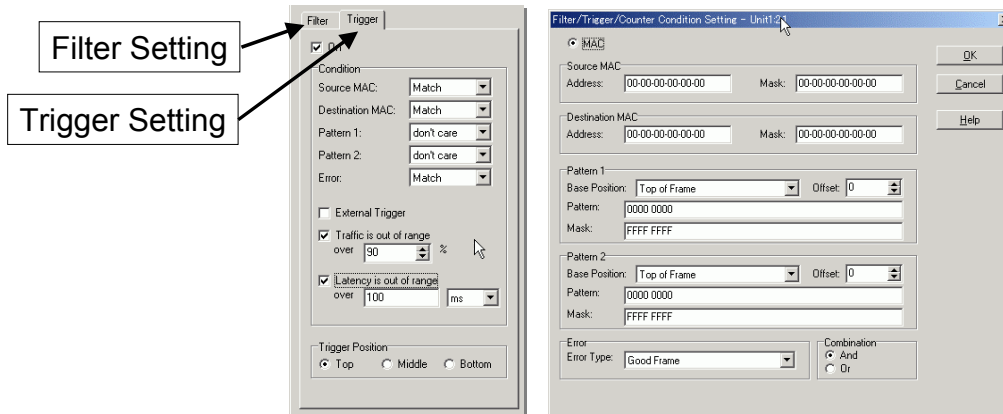 Filter Setting
Trigger Setting
Filter Trigger
On
Condition
Source MAC: Match
Destination MAC: Match
Pattern 1: don't care
Pattern 2: don't care
Error: Match
External Trigger
Traffic is out of range
over 90 %
Latency is out of range
over 100 ms
Trigger Position
Top Middle Bottom
Filter/Trigger/Counter Condition Setting - Unit1:2:
MAC
OK
Cancel
Help
Source MAC
Address: 00-00-00-00-00-00 Mask: 00-00-00-00-00-00
Destination MAC
Address: 00-00-00-00-00-00 Mask: 00-00-00-00-00-00
Pattern 1
Base Position: Top of Frame Offset: 0
Pattern: 0000 0000
Mask: FFFF FFFF
Pattern 2
Base Position: Top of Frame Offset: 0
Pattern: 0000 0000
Mask: FFFF FFFF
Error
Error Type: Good Frame
Combination
And
Or